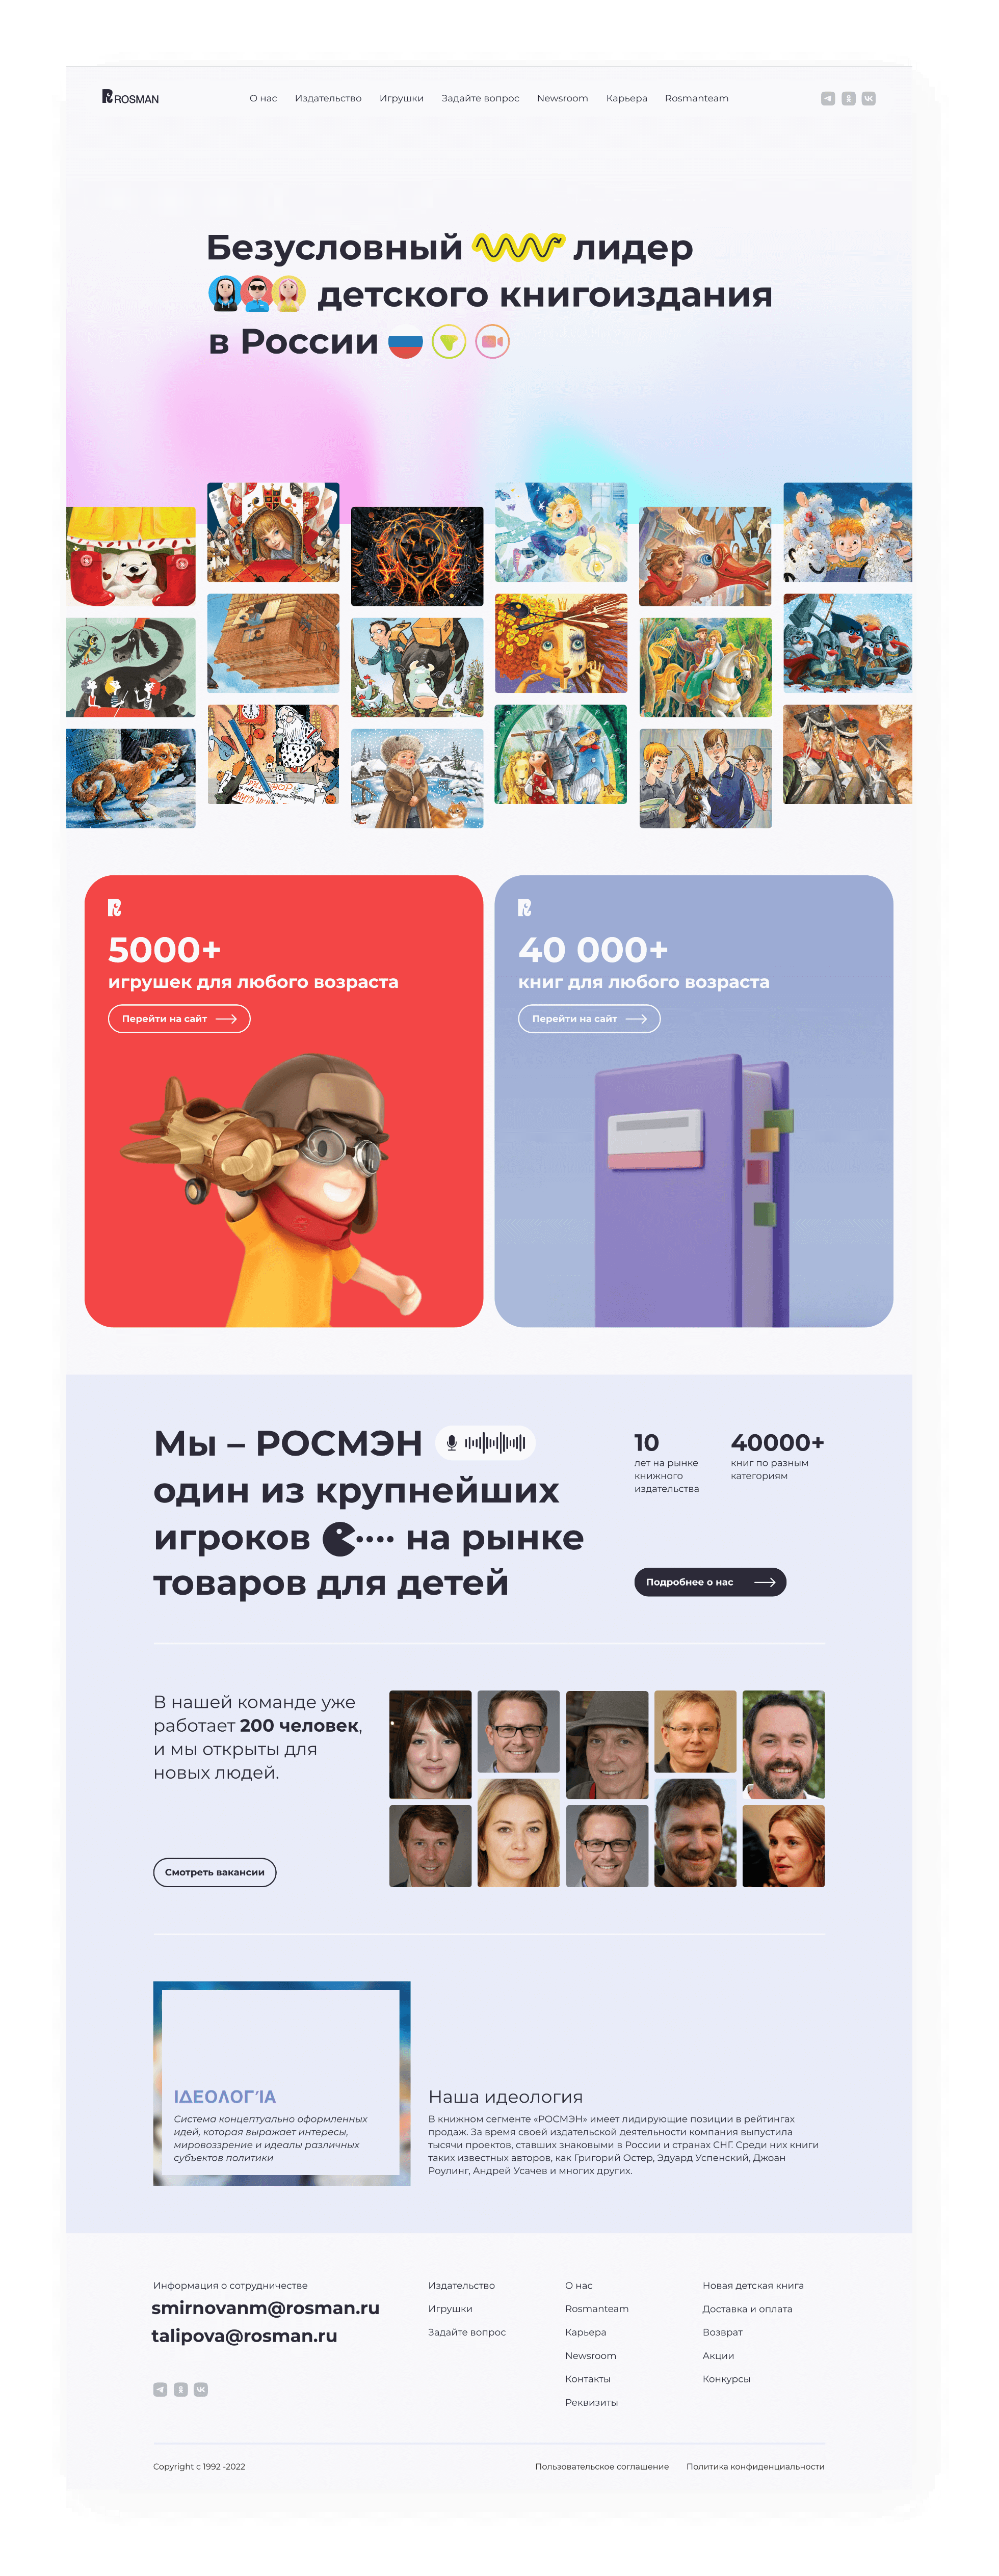 ROSMAN
О нас Издательство Игрушки Задайте вопрос Newsroom Карьера Rosmanteam
Безусловный лидер
детского книгоиздания
в России
5000+
игрушек для любого возраста
Перейти на сайт
40 000+
книг для любого возраста
Перейти на сайт
Мы – РОСМЭН
один из крупнейших
игроков на рынке
товаров для детей
10
лет на рынке
книжного
издательства
40000+
книг по разным
категориям
Подробнее о нас
В нашей команде уже
работает 200 человек,
и мы открыты для
новых людей.
Смотреть вакансии
ΙΔΕΟΛΟΓΊΑ
Система концептуально оформленных
идей, которая выражает интересы,
мировоззрение и идеалы различных
субъектов политики
Наша идеология
В книжном сегменте «РОСМЭН» имеет лидирующие позиции в рейтингах
продаж. За время своей издательской деятельности компания выпустила
тысячи проектов, ставших знаковыми в России и странах СНГ. Среди них книги
таких известных авторов, как Григорий Остер, Эдуард Успенский, Джоан
Роулинг, Андрей Усачев и многих других.
Информация о сотрудничестве
smirnovanm@rosman.ru
talipova@rosman.ru
Издательство
Игрушки
Задайте вопрос
О нас
Rosmanteam
Карьера
Newsroom
Контакты
Реквизиты
Новая детская книга
Доставка и оплата
Возврат
Акции
Конкурсы
Copyright c 1992 -2022
Пользовательское соглашение Политика конфиденциальности